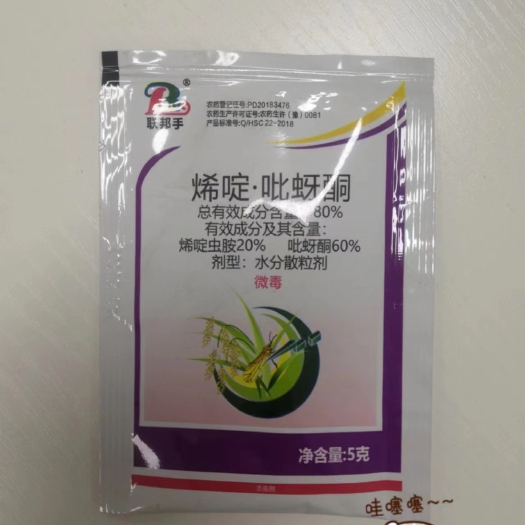 联邦手
®
农药登记证号:PD20183476
农药生产许可证号:农药生许（豫）0081
产品标准号:Q/HSC 22-2018
烯啶·吡蚜酮
总有效成分含量: 80%
有效成分及其含量:
烯啶虫胺20% 吡蚜酮60%
剂型: 水分散粒剂
微毒
净含量:5克
哇噻噻~~